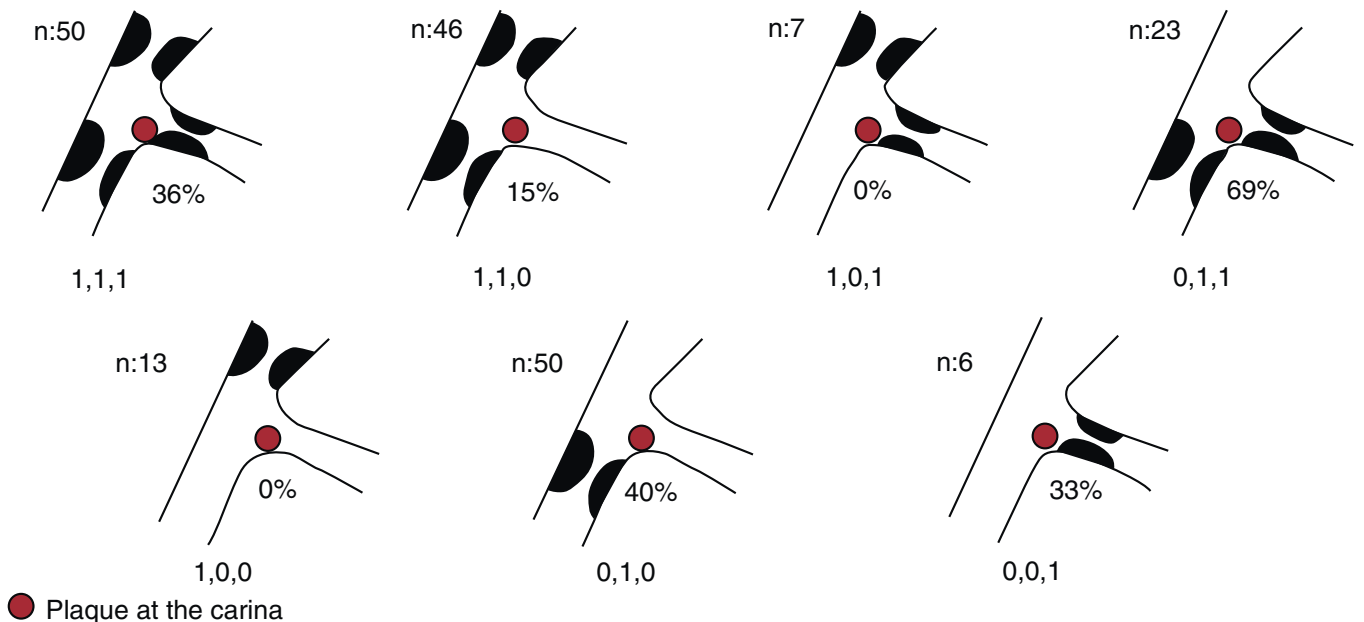 n:50
n:46
n:7
n:23
36%
15%
0%
69%
1,1,1
1,1,0
1,0,1
0,1,1
n:13
n:50
n:6
0%
40%
33%
1,0,0
0,1,0
0,0,1
Plaque at the carina